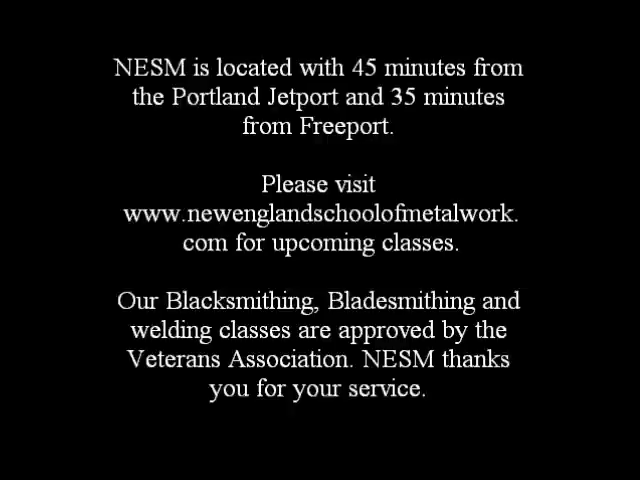 NESM is located with 45 minutes from
the Portland Jetport and 35 minutes
from Freeport.
Please visit
www.newenglandschoolofmetalwork.
com for upcoming classes.
Our Blacksmithing, Bladesmithing and
welding classes are approved by the
Veterans Association. NESM thanks
you for your service.